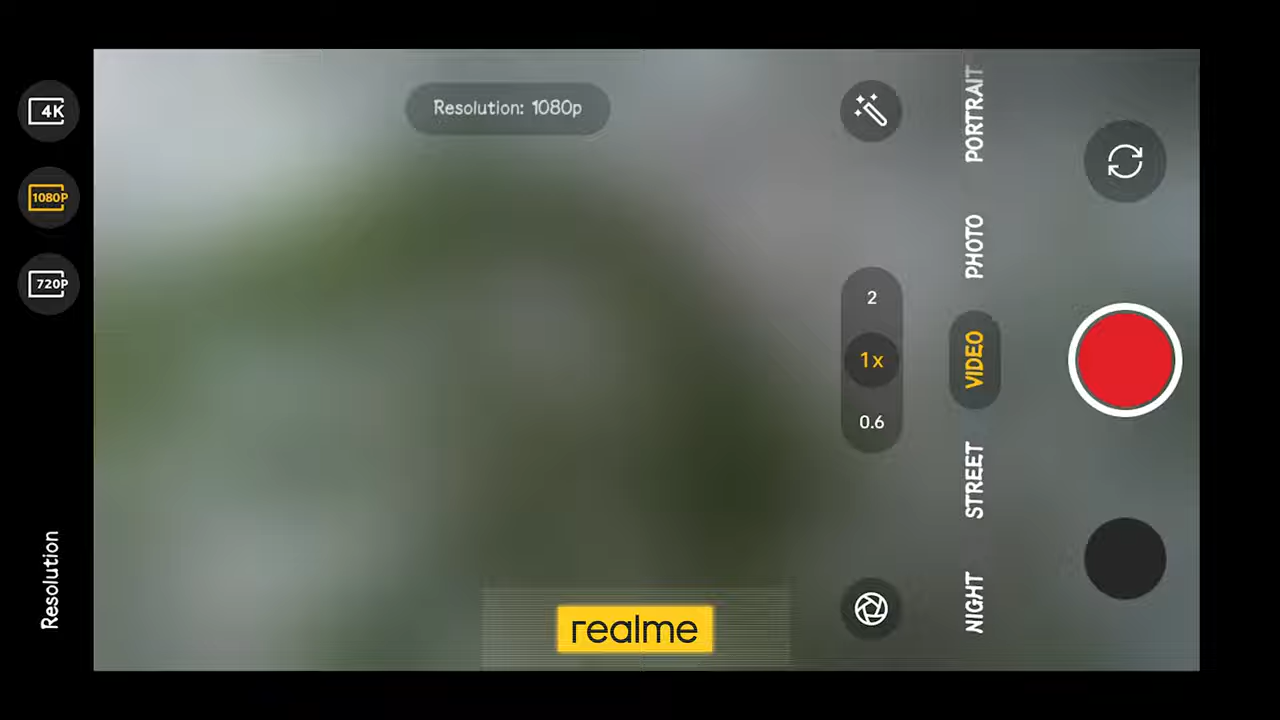 4K
1080P
720P
Resolution
Resolution: 1080p
2
1x
0.6
PORTRAIT
PHOTO
VIDEO
STREET
NIGHT
realme